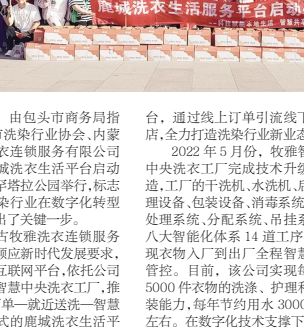 鹿城洗衣生活服务平台启动
由包头市商务局指
洗染行业协会、内蒙
衣连锁服务有限公司
城洗衣生活平台启动
罕塔拉公园举行,标志
染行业在数字化转型
出了关键一步。
古牧雅洗衣连锁服务
顺应新时代发展要求,
互联网平台,依托公司
智慧中央洗衣工厂,推
单—就近送洗—智慧
式的鹿城洗衣生活平
台，通过线上订单引流线下
店,全力打造洗染行业新业态
2022年5月份，牧雅智
中央洗衣工厂完成技术升级
造,工厂的干洗机、水洗机、后
理设备、包装设备、消毒系统
处理系统、分配系统、吊挂系
八大智能化体系14道工序
现衣物入厂到出厂全程智慧
管控。目前，该公司实现每
5000件衣物的洗涤、护理和
装能力,每年节约用水3000
左右。在数字化技术支撑下